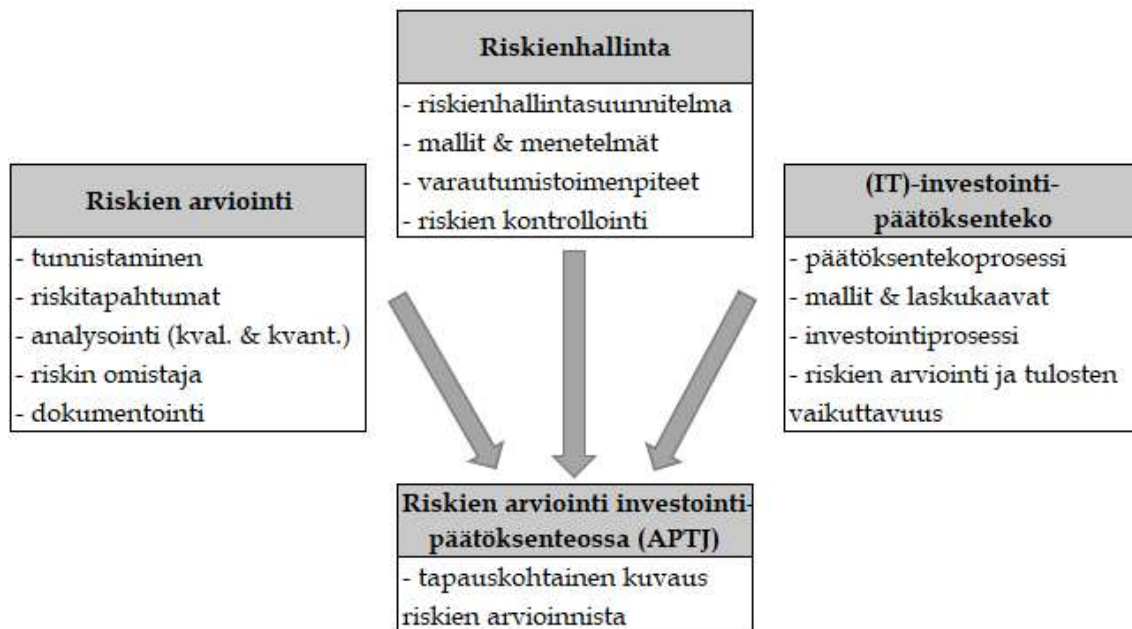 Riskienhallinta
- riskienhallintasuunnitelma
- mallit & menetelmät
- varautumistoimenpiteet
- riskien kontrollointi
Riskien arviointi
- tunnistaminen
- riskitapahtumat
- analysointi (kval. & kvant.)
- riskin omistaja
- dokumentointi
(IT)-investointi-
päätöksenteko
- päätöksentekoprosessi
- mallit & laskukaavat
- investointiprosessi
- riskien arviointi ja tulosten
vaikuttavuus
Riskien arviointi investointi-
päätöksenteossa (APTJ)
- tapauskohtainen kuvaus
riskien arvioinnista